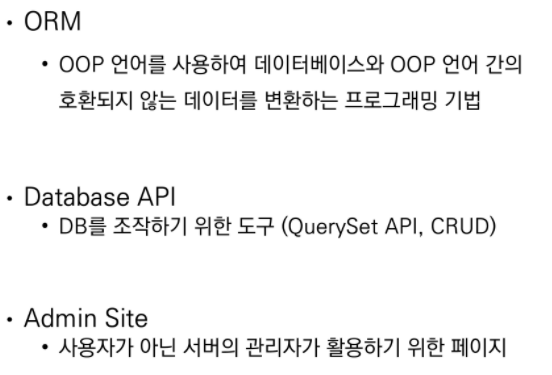 • ORM
• OOP 언어를 사용하여 데이터베이스와 OOP 언어 간의
호환되지 않는 데이터를 변환하는 프로그래밍 기법
• Database API
• DB를 조작하기 위한 도구 (QuerySet API, CRUD)
• Admin Site
• 사용자가 아닌 서버의 관리자가 활용하기 위한 페이지